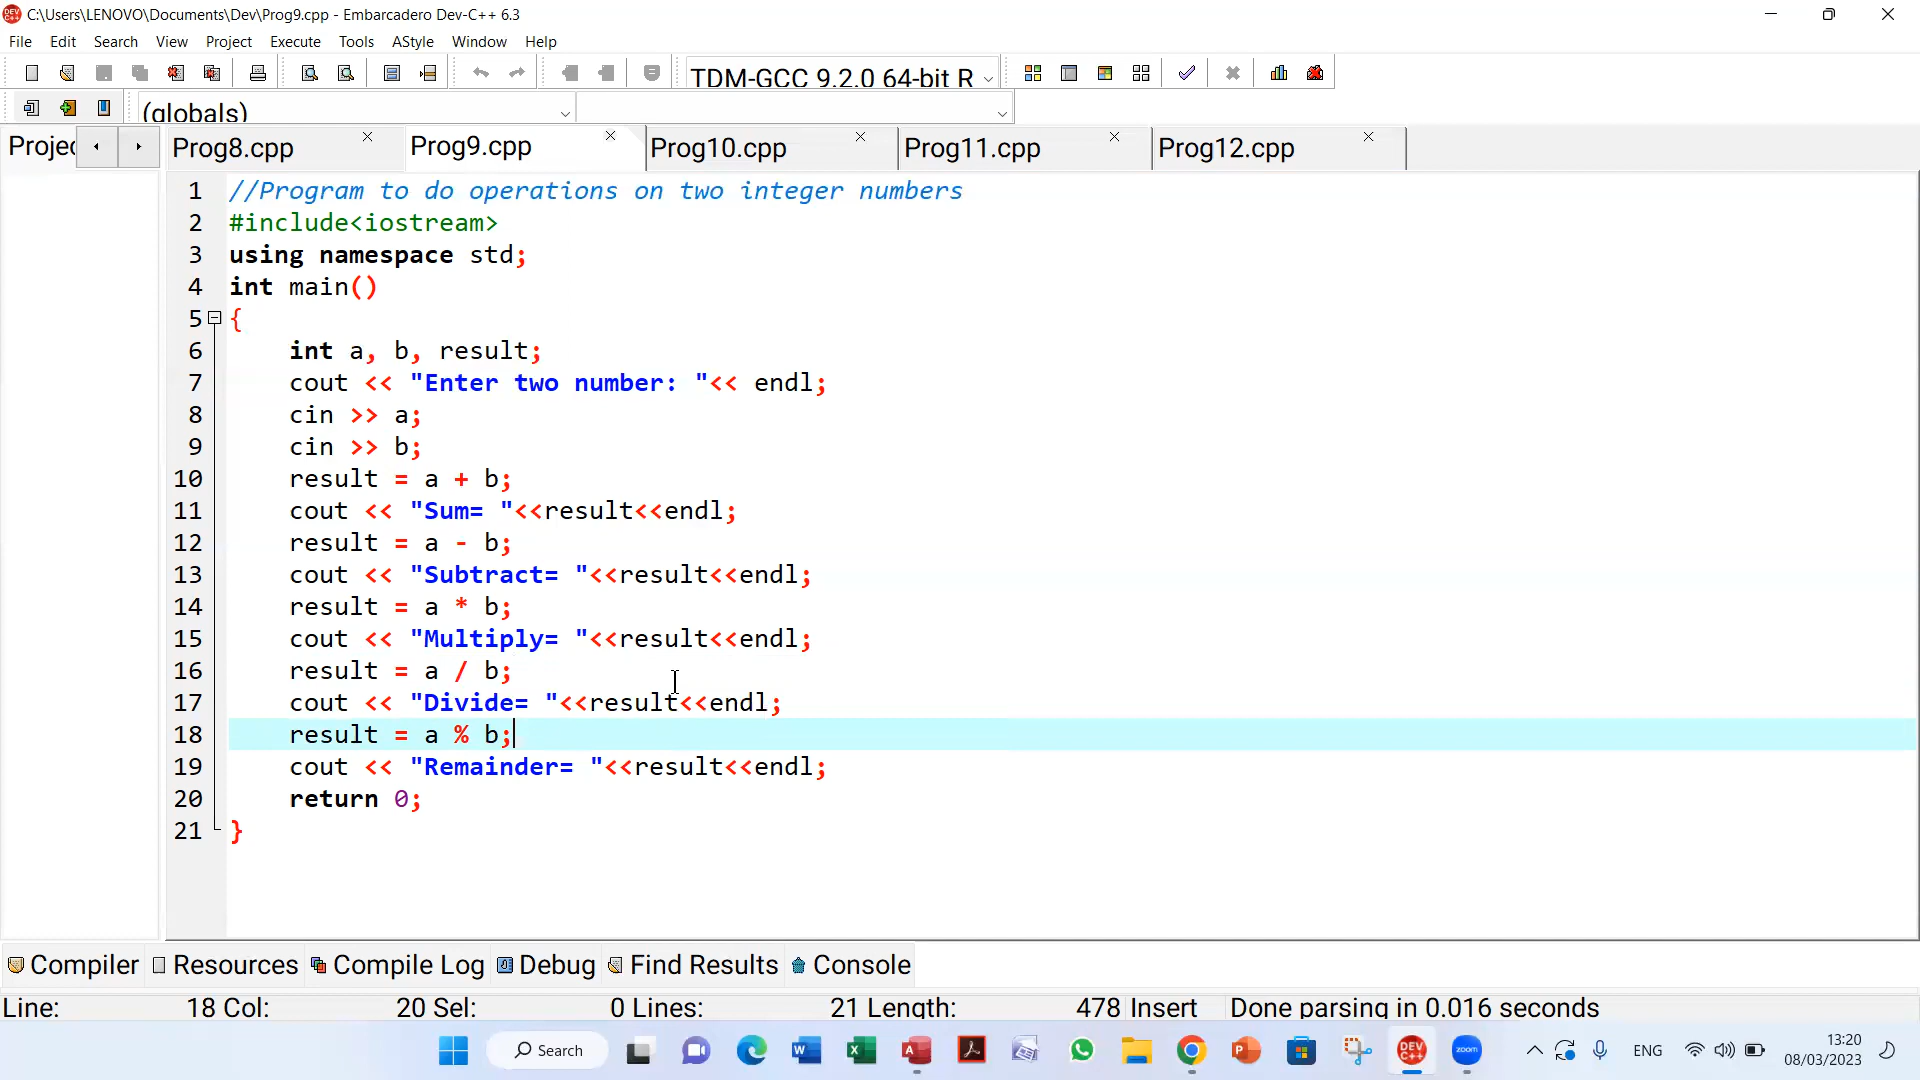 C:\Users\LENOVO\Documents\Dev\Prog9.cpp - Embarcadero Dev-C++ 6.3
File Edit Search View Project Execute Tools AStyle Window Help
TDM-GCC 9.2.0 64-bit R
(globals)
Projec Prog8.cpp Prog9.cpp Prog10.cpp Prog11.cpp Prog12.cpp
1 //Program to do operations on two integer numbers
2 #include<iostream>
3 using namespace std;
4 int main()
5 {
6 int a, b, result;
7 cout << "Enter two number: "<< endl;
8 cin >> a;
9 cin >> b;
10 result = a + b;
11 cout << "Sum= "<<result<<endl;
12 result = a - b;
13 cout << "Subtract= "<<result<<endl;
14 result = a * b;
15 cout << "Multiply= "<<result<<endl;
16 result = a / b;
17 cout << "Divide= "<<result<<endl;
18 result = a % b;
19 cout << "Remainder= "<<result<<endl;
20 return 0;
21 }
Compiler Resources Compile Log Debug Find Results Console
Line: 18 Col: 20 Sel: 0 Lines: 21 Length: 478 Insert Done parsing in 0.016 seconds
Search zoom DEV C++ ENG 13:20
08/03/2023